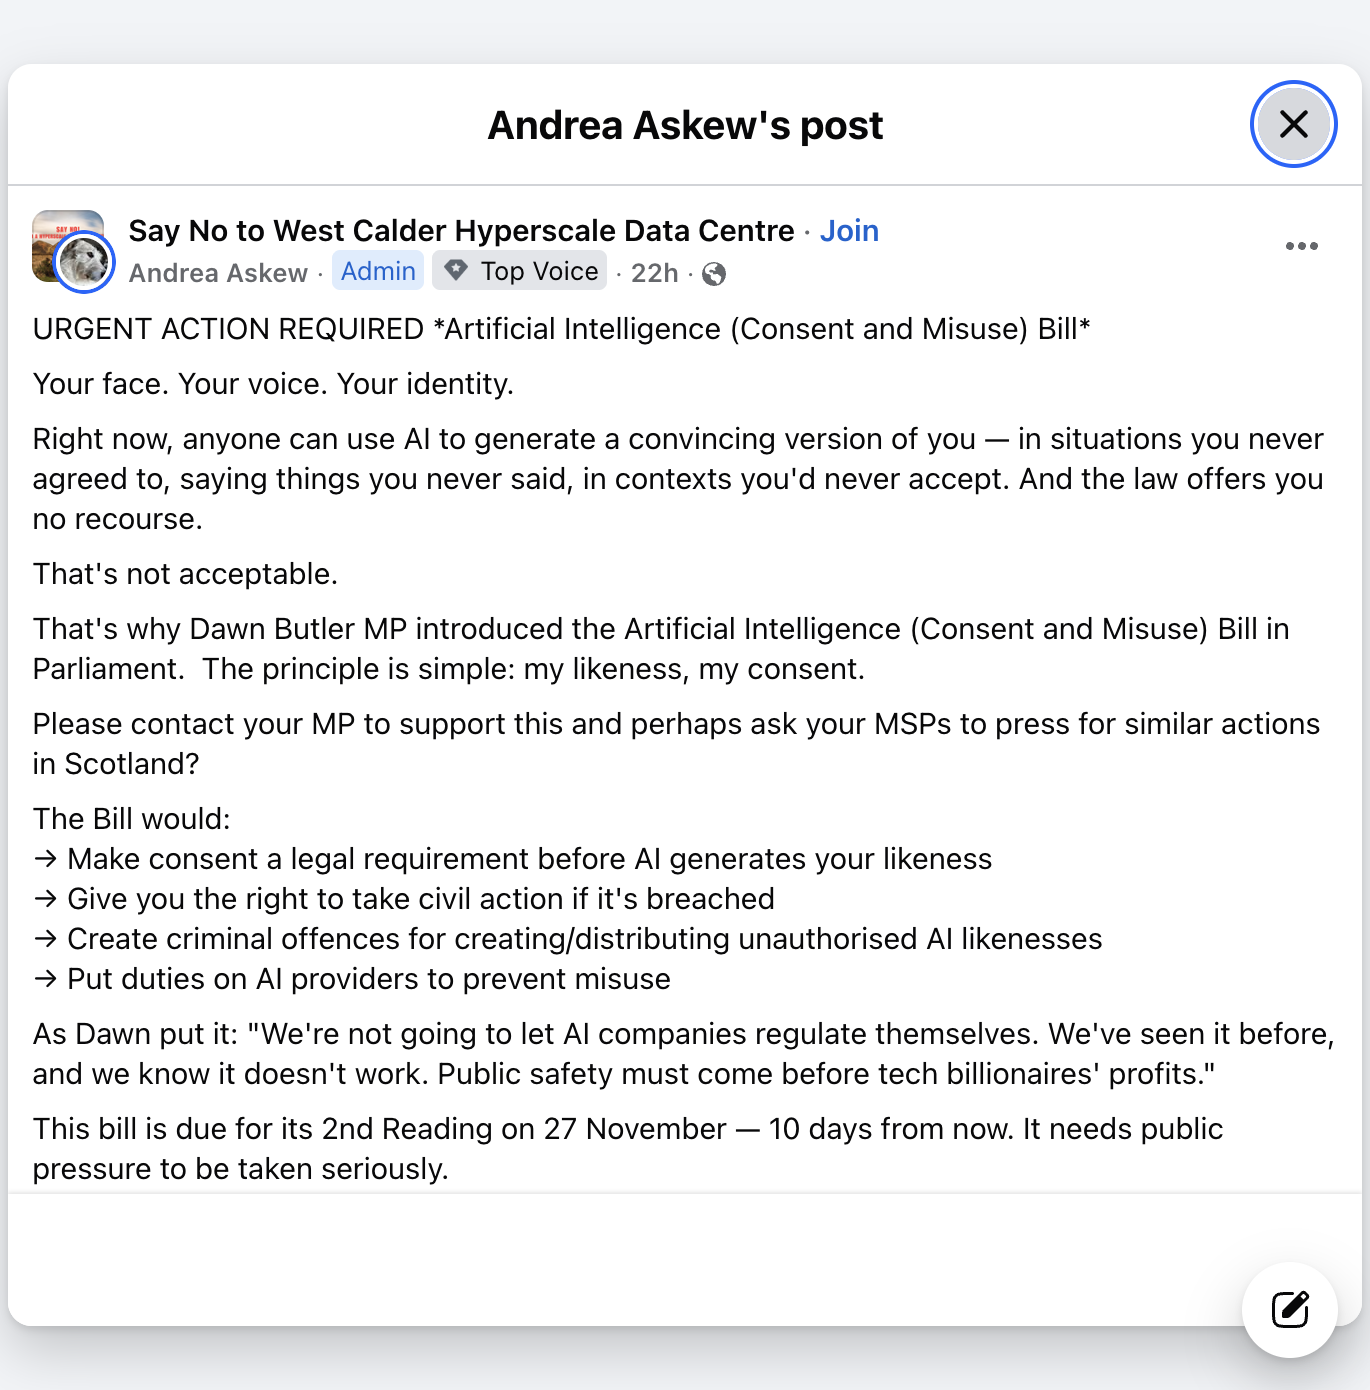 Andrea Askew's post
Say No to West Calder Hyperscale Data Centre · Join
Andrea Askew · Admin Top Voice · 22h ·
URGENT ACTION REQUIRED *Artificial Intelligence (Consent and Misuse) Bill*
Your face. Your voice. Your identity.
Right now, anyone can use AI to generate a convincing version of you — in situations you never
agreed to, saying things you never said, in contexts you'd never accept. And the law offers you
no recourse.
That's not acceptable.
That's why Dawn Butler MP introduced the Artificial Intelligence (Consent and Misuse) Bill in
Parliament.  The principle is simple: my likeness, my consent.
Please contact your MP to support this and perhaps ask your MSPs to press for similar actions
in Scotland?
The Bill would:
→ Make consent a legal requirement before AI generates your likeness
→ Give you the right to take civil action if it's breached
→ Create criminal offences for creating/distributing unauthorised AI likenesses
→ Put duties on AI providers to prevent misuse
As Dawn put it: "We're not going to let AI companies regulate themselves. We've seen it before,
and we know it doesn't work. Public safety must come before tech billionaires' profits."
This bill is due for its 2nd Reading on 27 November — 10 days from now. It needs public
pressure to be taken seriously.